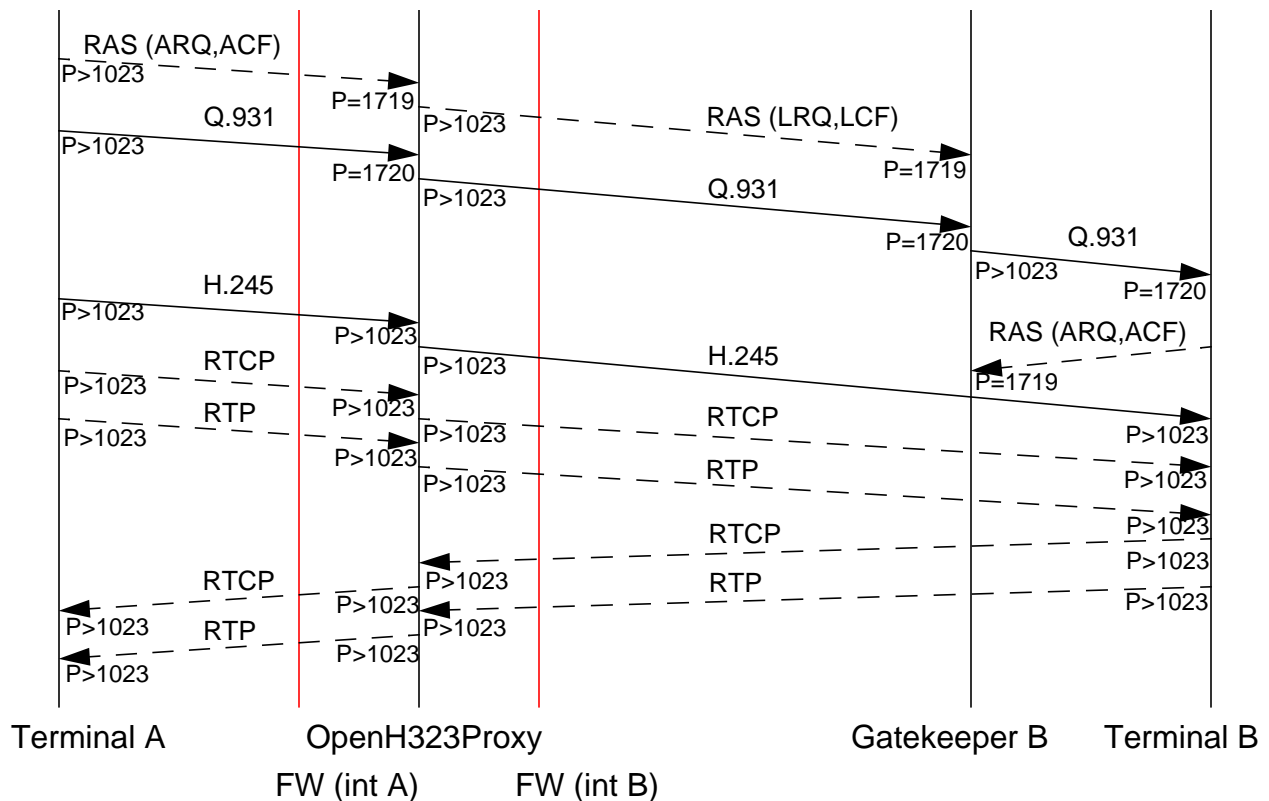 RAS (ARQ,ACF)
P>1023
P=1719
RAS (LRQ,LCF)
P>1023
P=1719
Q.931
P>1023
P=1720
Q.931
P>1023
P=1720
Q.931
P>1023
P=1720
H.245
P>1023
P>1023
RAS (ARQ,ACF)
P=1719
H.245
P>1023
P>1023
RTCP
P>1023
P>1023
RTP
P>1023
P>1023
RTCP
P>1023
P>1023
RTP
P>1023
P>1023
RTCP
P>1023
P>1023
RTCP
P>1023
P>1023
RTP
P>1023
P>1023
RTP
P>1023
P>1023
Terminal A
OpenH323Proxy
Gatekeeper B
Terminal B
FW (int A)
FW (int B)